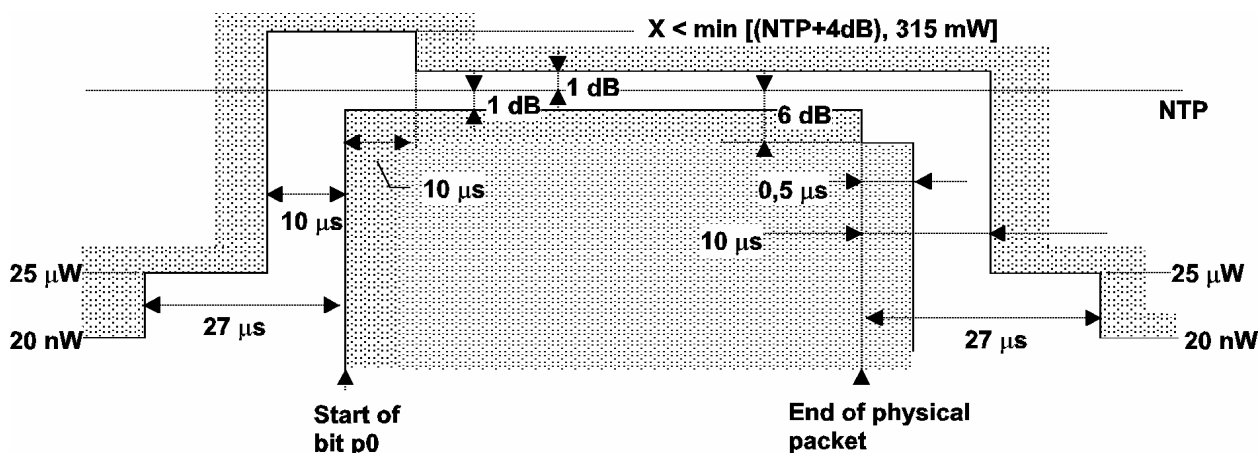 X < min [(NTP+4dB), 315 mW]
1 dB
1 dB
6 dB
NTP
10 μs
0,5 μs
10 μs
10 μs
25 μW
25 μW
27 μs
27 μs
20 nW
20 nW
Start of
bit p0
End of physical
packet